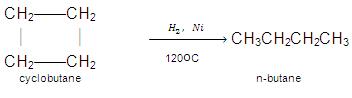 CH2—CH2
H2, Ni
CH3CH2CH2CH3
120OC
CH2—CH2
cyclobutane
n-butane